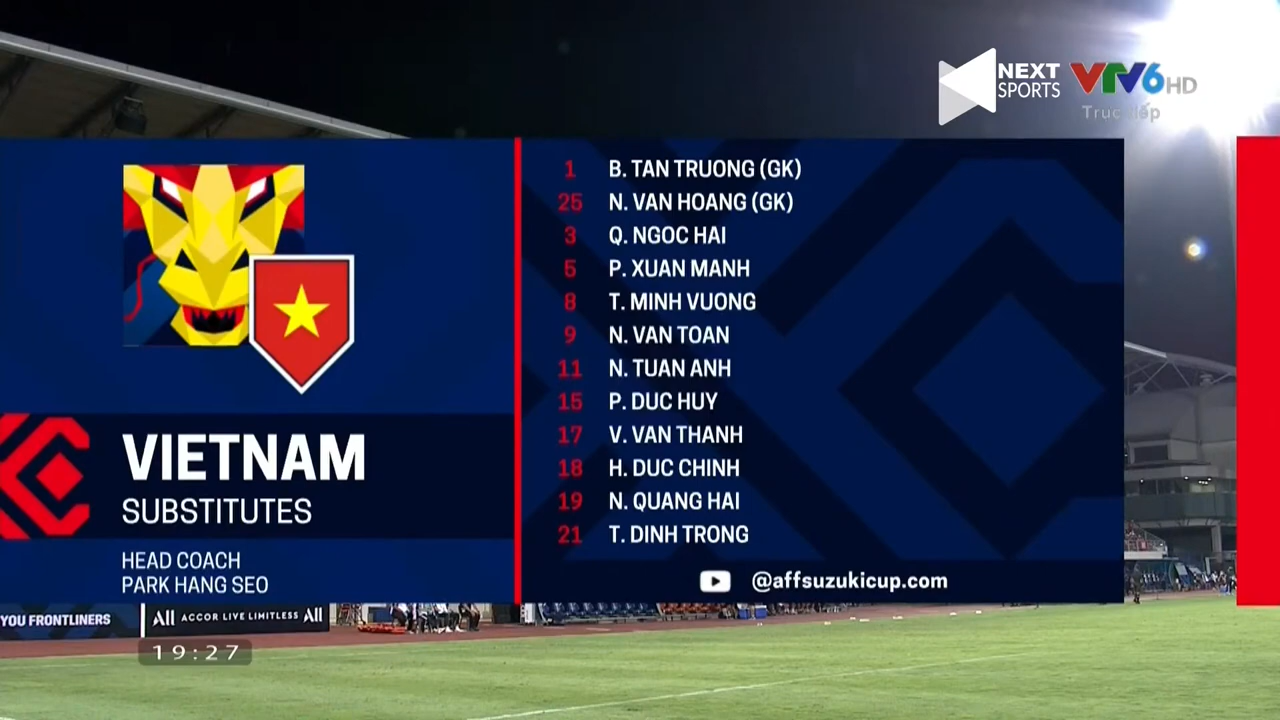 NEXT
SPORTS
VTV6HD
Trực tiếp
1 B. TAN TRUONG (GK)
25 N. VAN HOANG (GK)
3 Q. NGOC HAI
5 P. XUAN MANH
8 T. MINH VUONG
9 N. VAN TOAN
11 N. TUAN ANH
15 P. DUC HUY
17 V. VAN THANH
18 H. DUC CHINH
19 N. QUANG HAI
21 T. DINH TRONG
@affsuzukicup.com
VIETNAM
SUBSTITUTES
HEAD COACH
PARK HANG SEO
YOU FRONTLINERS
All ACCOR LIVE LIMITLESS All
19:27